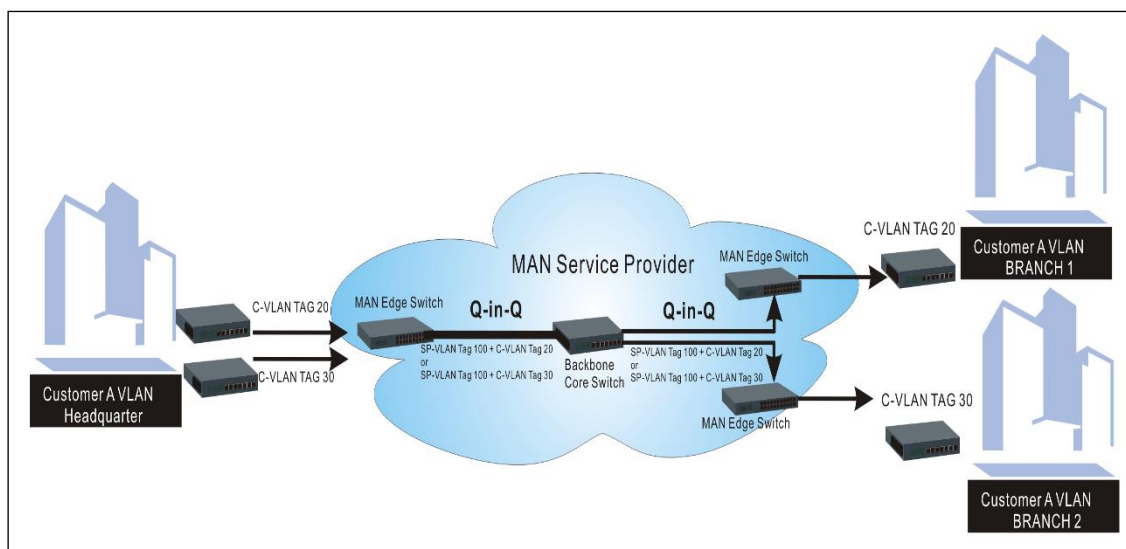 MAN Service Provider
C-VLAN TAG 20
C-VLAN TAG 30
Customer A VLAN
Headquarter
MAN Edge Switch
Q-in-Q
SP-VLAN Tag 100 + C-VLAN Tag 20
or
SP-VLAN Tag 100 + C-VLAN Tag 30
Backbone
Core Switch
Q-in-Q
SP-VLAN Tag 100 + C-VLAN Tag 20
or
SP-VLAN Tag 100 + C-VLAN Tag 30
MAN Edge Switch
MAN Edge Switch
C-VLAN TAG 20
Customer A VLAN
BRANCH 1
C-VLAN TAG 30
Customer A VLAN
BRANCH 2